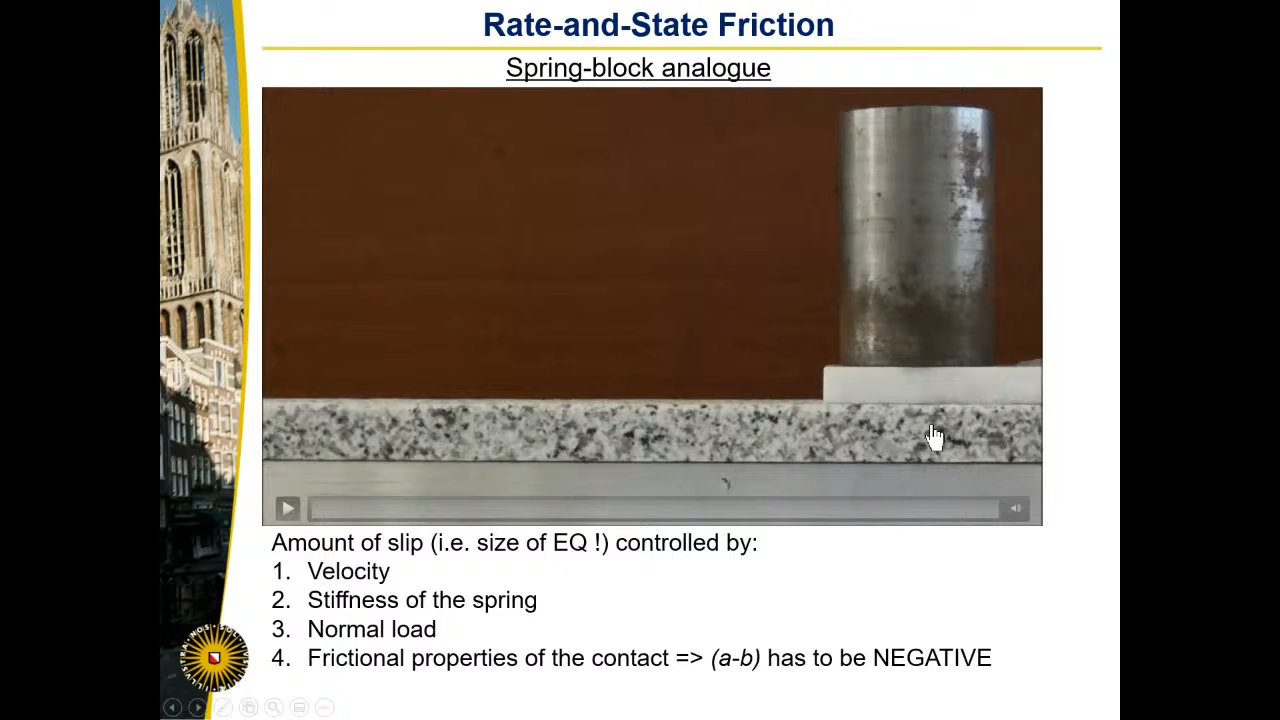 Rate-and-State Friction
Spring-block analogue
Amount of slip (i.e. size of EQ !) controlled by:
1. Velocity
2. Stiffness of the spring
3. Normal load
4. Frictional properties of the contact => (a-b) has to be NEGATIVE